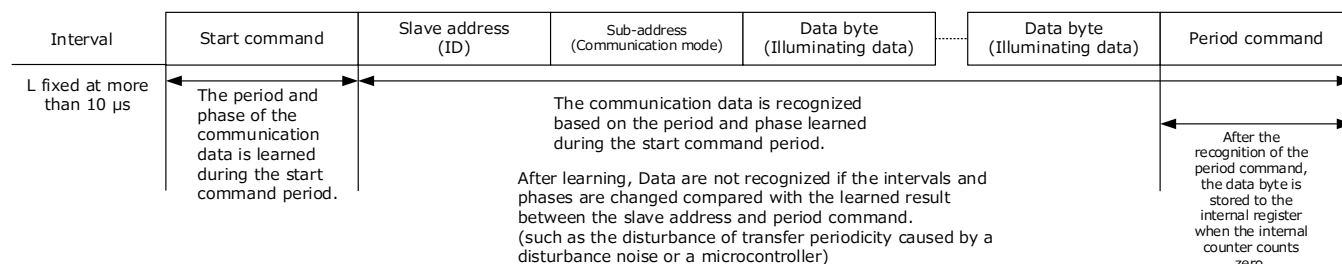 Interval
Start command
Slave address
(ID)
Sub-address
(Communication mode)
Data byte
(Illuminating data)
Data byte
(Illuminating data)
Period command
L fixed at more
than 10 μs
The period and
phase of the
communication
data is learned
during the start
command period.
The communication data is recognized
based on the period and phase learned
during the start command period.
After learning, Data are not recognized if the intervals and
phases are changed compared with the learned result
between the slave address and period command.
(such as the disturbance of transfer periodicity caused by a
disturbance noise or a microcontroller)
After the
recognition of the
period command,
the data byte is
stored to the
internal register
when the internal
counter counts
zero